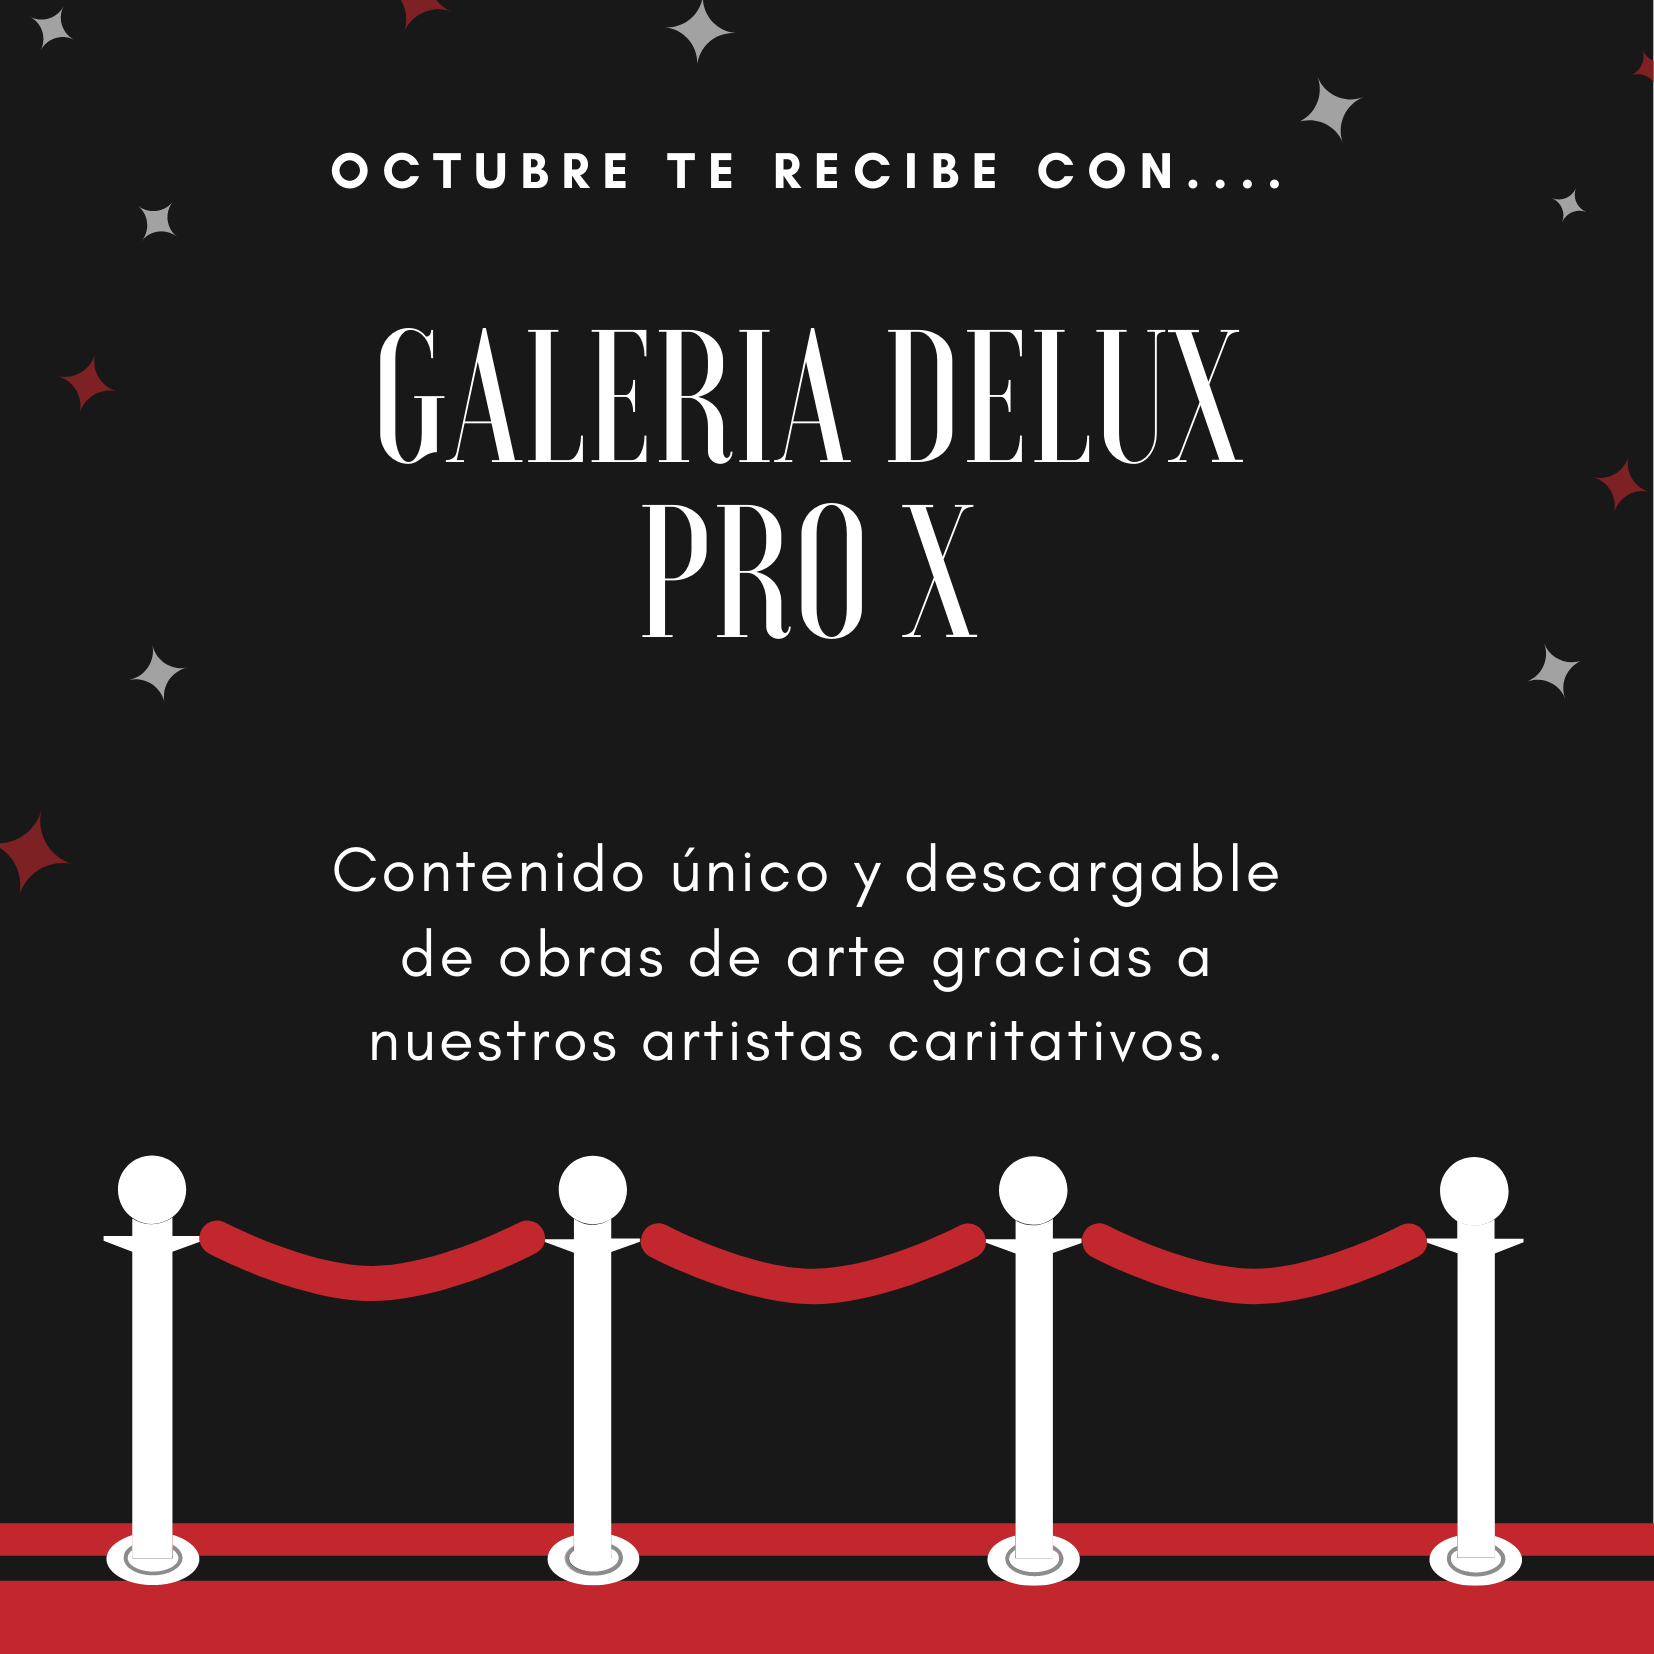 OCTUBRE TE RECIBE CON....
GALERIA DELUX
PRO X
Contenido único y descargable
de obras de arte gracias a
nuestros artistas caritativos.